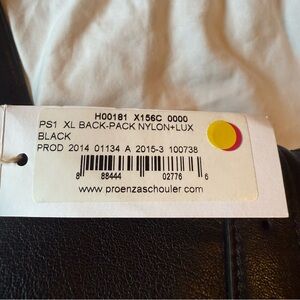 H00181 X156C 0000
PS1 XL BACK-PACK NYLON+LUX
BLACK
PROD 2014 01134 A 2015-3 100738
8 88444 02776 6
www.proenzaschouler.com